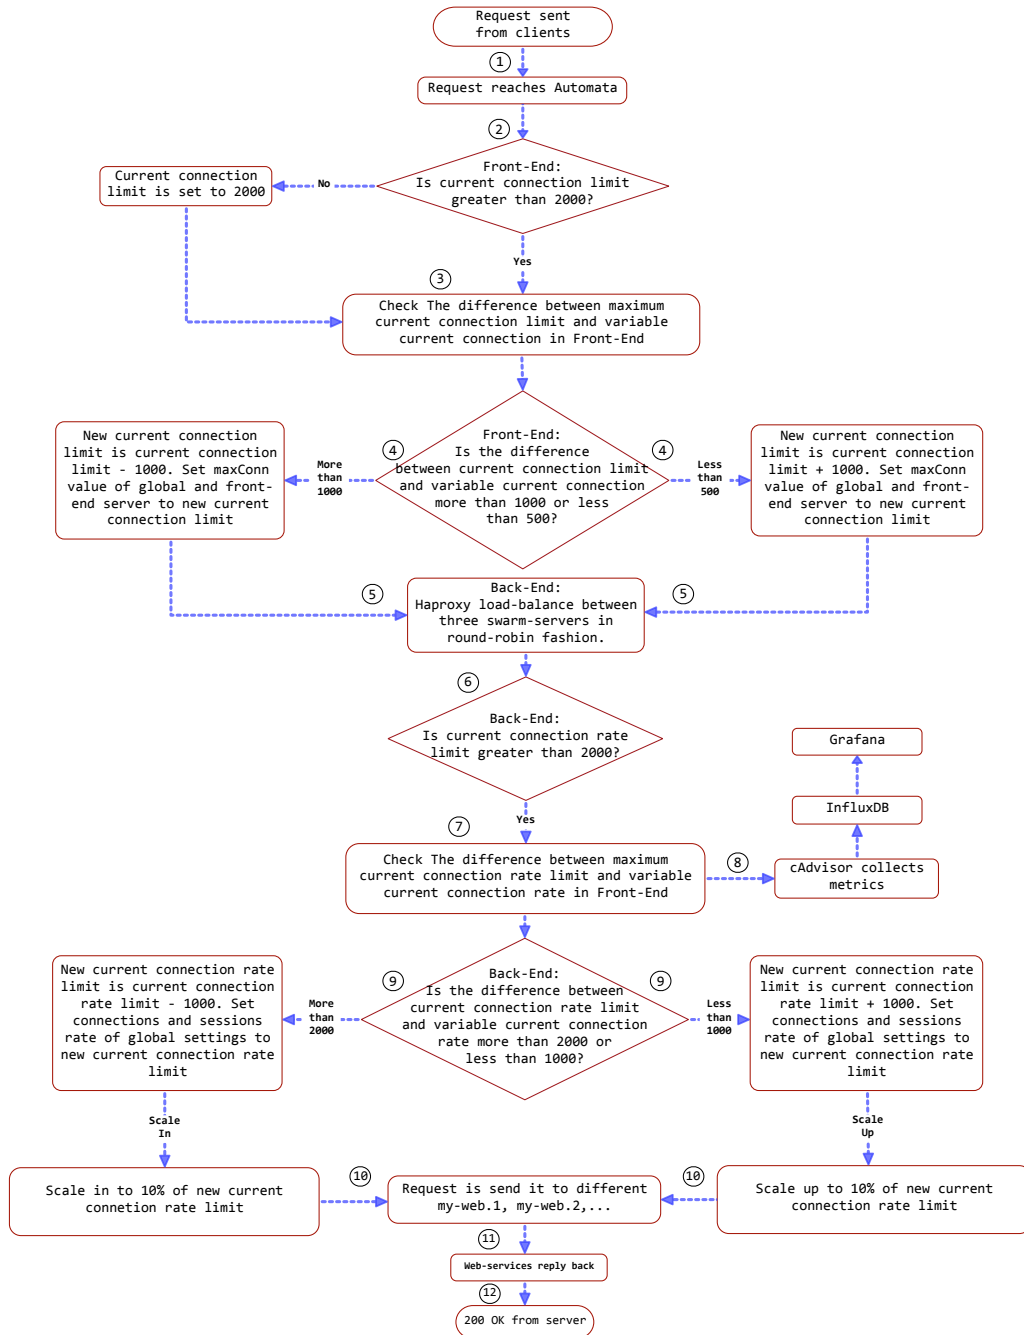 Request sent
from clients
1
Request reaches Automata
2
Front-End:
Is current connection limit
greater than 2000?
No
Current connection
limit is set to 2000
Yes
3
Check The difference between maximum
current connection limit and variable
current connection in Front-End
4
Front-End:
Is the difference
between current connection limit
and variable current connection
more than 1000 or less
than 500?
4
More
than
1000
Less
than
500
New current connection
limit is current connection
limit - 1000. Set maxConn
value of global and front-
end server to new current
connection limit
New current connection
limit is current connection
limit + 1000. Set maxConn
value of global and front-
end server to new current
connection limit
5
5
Back-End:
Haproxy load-balance between
three swarm-servers in
round-robin fashion.
6
Back-End:
Is current connection rate
limit greater than 2000?
Yes
7
Check The difference between maximum
current connection rate limit and variable
current connection rate in Front-End
8
cAdvisor collects
metrics
InfluxDB
Grafana
9
Back-End:
Is the difference between
current connection rate limit
and variable current connection
rate more than 2000 or
less than 1000?
9
More
than
2000
Less
than
1000
New current connection rate
limit is current connection
rate limit - 1000. Set
connections and sessions
rate of global settings to
new current connection rate
limit
New current connection rate
limit is current connection
rate limit + 1000. Set
connections and sessions
rate of global settings to
new current connection rate
limit
Scale
In
Scale
Up
Scale in to 10% of new current
connetion rate limit
10
Request is send it to different
my-web.1, my-web.2,...
10
Scale up to 10% of new current
connection rate limit
11
Web-services reply back
12
200 OK from server